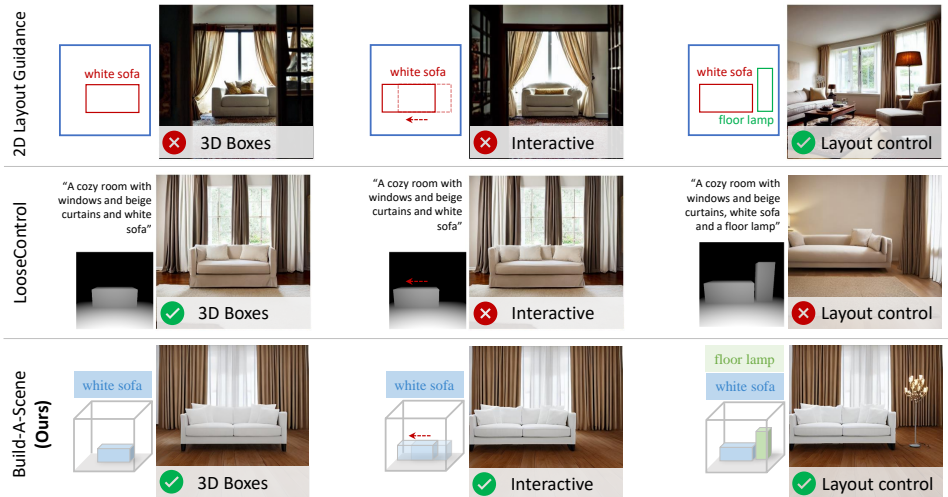 2D Layout Guidance
white sofa
3D Boxes
white sofa
Interactive
white sofa
floor lamp
Layout control
LooseControl
“A cozy room with
windows and beige
curtains and white
sofa”
3D Boxes
“A cozy room with
windows and beige
curtains and white
sofa”
Interactive
“A cozy room with
windows and beige
curtains, white sofa
and a floor lamp”
Layout control
Build-A-Scene
(Ours)
white sofa
3D Boxes
white sofa
Interactive
floor lamp
white sofa
Layout control